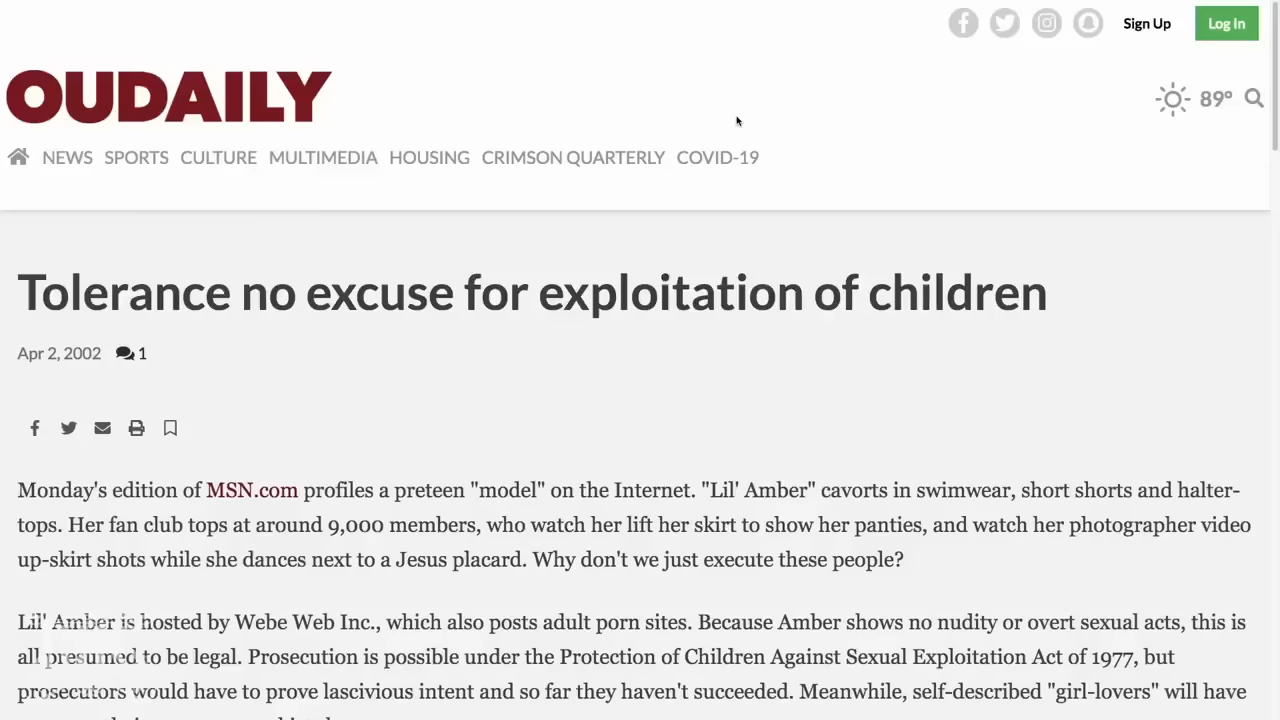 Sign Up
Log In
OUDAILY
89°
NEWS SPORTS CULTURE MULTIMEDIA HOUSING CRIMSON QUARTERLY COVID-19
Tolerance no excuse for exploitation of children
Apr 2, 2002 1
Monday's edition of MSN.com profiles a preteen "model" on the Internet. "Lil' Amber" cavorts in swimwear, short shorts and halter-
tops. Her fan club tops at around 9,000 members, who watch her lift her skirt to show her panties, and watch her photographer video
up-skirt shots while she dances next to a Jesus placard. Why don't we just execute these people?
Lil' Amber is hosted by Webe Web Inc., which also posts adult porn sites. Because Amber shows no nudity or overt sexual acts, this is
all presumed to be legal. Prosecution is possible under the Protection of Children Against Sexual Exploitation Act of 1977, but
prosecutors would have to prove lascivious intent and so far they haven't succeeded. Meanwhile, self-described "girl-lovers" will have